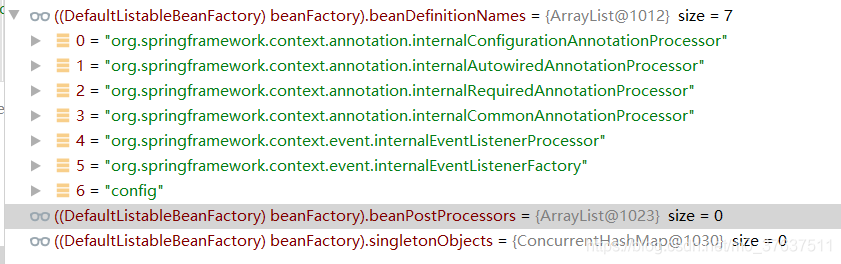 ((DefaultListableBeanFactory) beanFactory).beanDefinitionNames = {ArrayList@1012} size = 7
0 = "org.springframework.context.annotation.internalConfigurationAnnotationProcessor"
1 = "org.springframework.context.annotation.internalAutowiredAnnotationProcessor"
2 = "org.springframework.context.annotation.internalRequiredAnnotationProcessor"
3 = "org.springframework.context.annotation.internalCommonAnnotationProcessor"
4 = "org.springframework.context.event.internalEventListenerProcessor"
5 = "org.springframework.context.event.internalEventListenerFactory"
6 = "config"
((DefaultListableBeanFactory) beanFactory).beanPostProcessors = {ArrayList@1023} size = 0
((DefaultListableBeanFactory) beanFactory).singletonObjects = {ConcurrentHashMap@1030} size = 0